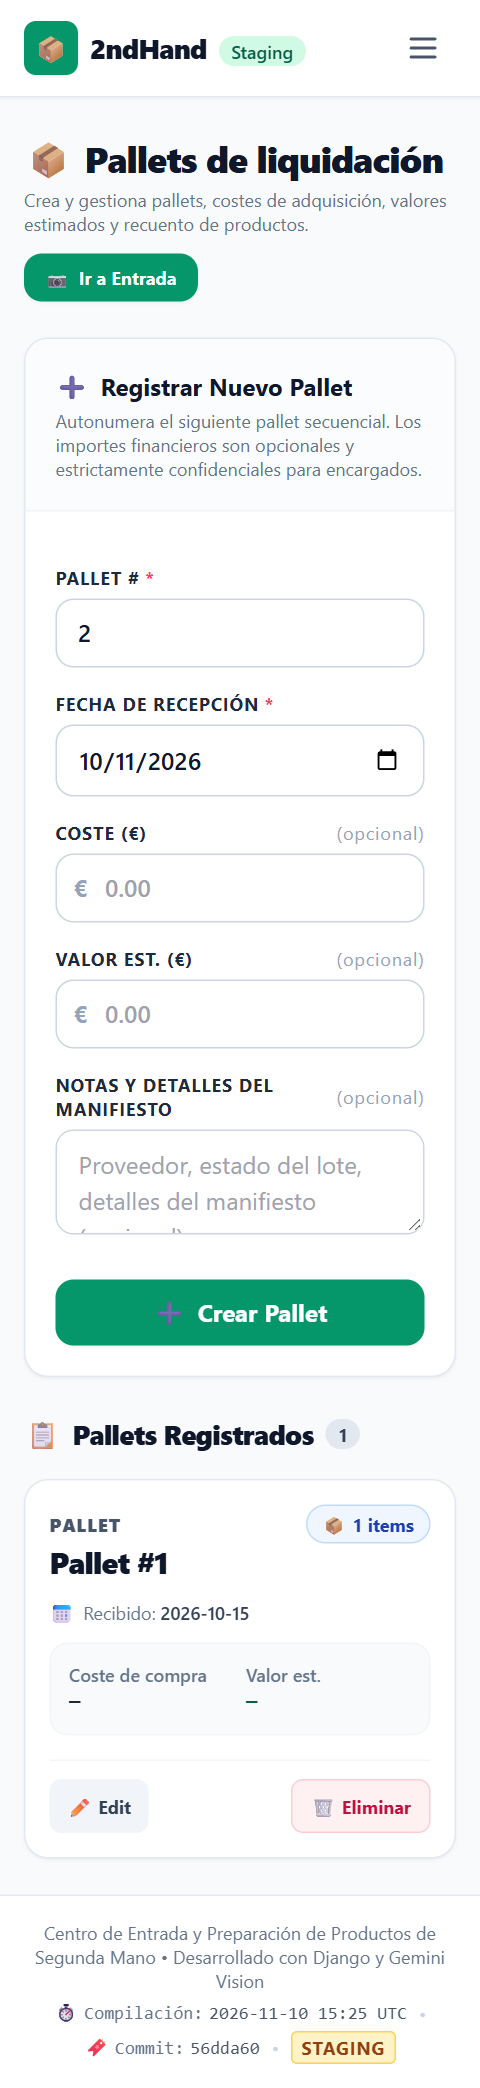 2ndHand Staging
Pallets de liquidación
Crea y gestiona pallets, costes de adquisición, valores
estimados y recuento de productos.
Ir a Entrada
Registrar Nuevo Pallet
Autonumera el siguiente pallet secuencial. Los
importes financieros son opcionales y
estrictamente confidenciales para encargados.
PALLET # *
2
FECHA DE RECEPCIÓN *
10/11/2026
COSTE (€) (opcional)
€ 0.00
VALOR EST. (€) (opcional)
€ 0.00
NOTAS Y DETALLES DEL
MANIFIESTO (opcional)
Proveedor, estado del lote,
detalles del manifiesto
Crear Pallet
Pallets Registrados 1
PALLET
1 items
Pallet #1
Recibido: 2026-10-15
Coste de compra Valor est.
– –
Edit Eliminar
Centro de Entrada y Preparación de Productos de
Segunda Mano • Desarrollado con Django y Gemini
Vision
Compilación: 2026-11-10 15:25 UTC •
Commit: 56dda60 • STAGING